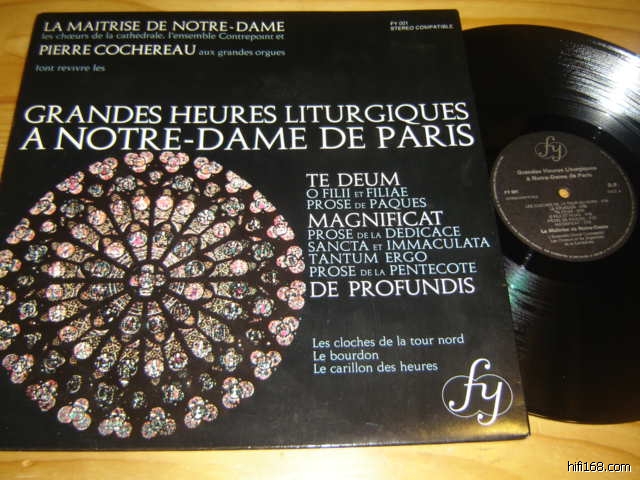 LA MAITRISE DE NOTRE-DAME
les chœurs de la cathédrale, l'ensemble Contrepoint et
PIERRE COCHEREAU aux grandes orgues
font revivre les
FY 001
STEREO COMPATIBLE
GRANDES HEURES LITURGIQUES
A NOTRE-DAME DE PARIS
TE DEUM
O FILII ET FILIAE
PROSE DE PAQUES
MAGNIFICAT
PROSE DE LA DEDICACE
SANCTA ET IMMACULATA
TANTUM ERGO
PROSE DE LA PENTECOTE
DE PROFUNDIS
Les cloches de la tour nord
Le bourdon
Le carillon des heures
fy
fy
Grandes Heures Liturgiques
à Notre-Dame de Paris
FY 001
La Maîtrise de Notre-Dame
hifi168.com